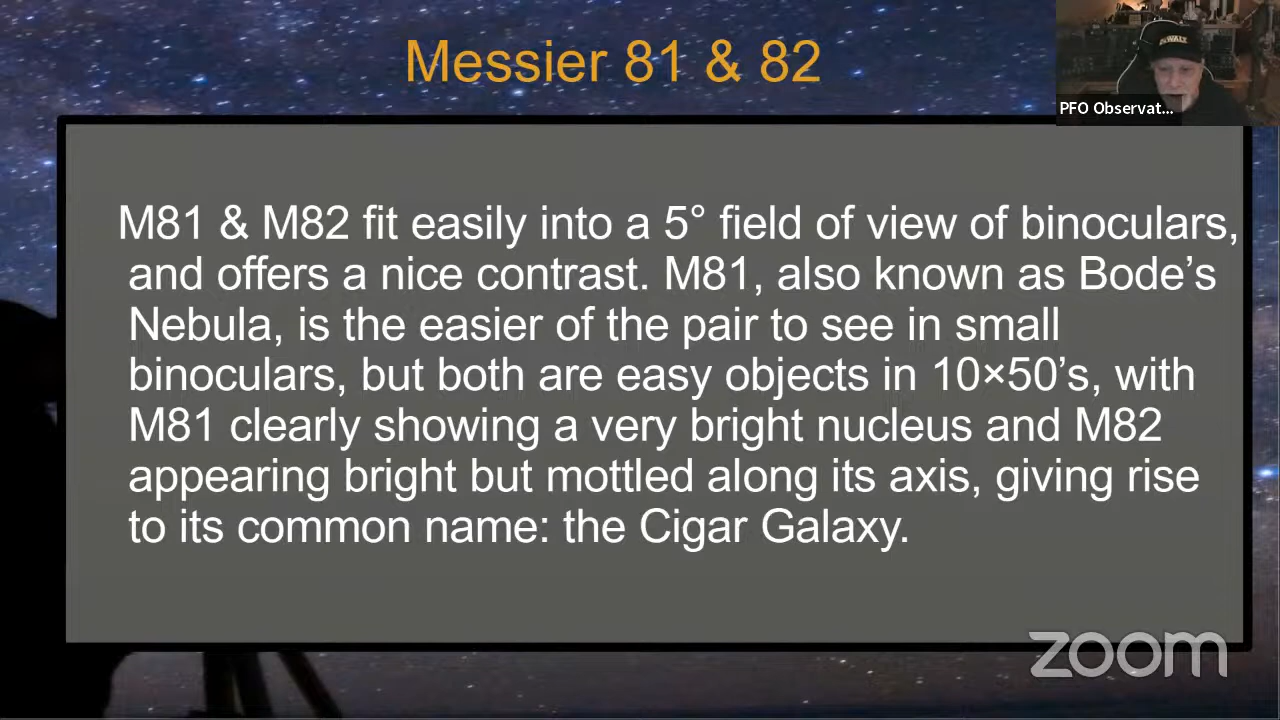 Messier 81 & 82
DEWALT
PFO Observat...
M81 & M82 fit easily into a 5° field of view of binoculars,
and offers a nice contrast. M81, also known as Bode’s
Nebula, is the easier of the pair to see in small
binoculars, but both are easy objects in 10×50’s, with
M81 clearly showing a very bright nucleus and M82
appearing bright but mottled along its axis, giving rise
to its common name: the Cigar Galaxy.
zoom